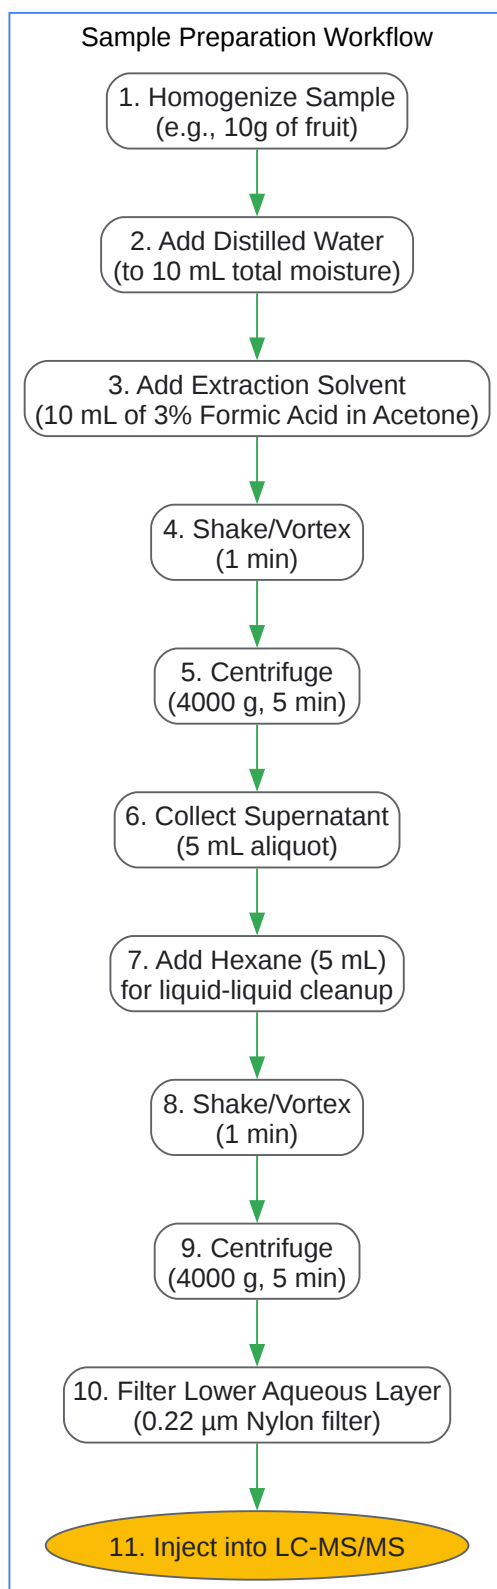 Sample Preparation Workflow
1. Homogenize Sample
(e.g., 10g of fruit)
2. Add Distilled Water
(to 10 mL total moisture)
3. Add Extraction Solvent
(10 mL of 3% Formic Acid in Acetone)
4. Shake/Vortex
(1 min)
5. Centrifuge
(4000 g, 5 min)
6. Collect Supernatant
(5 mL aliquot)
7. Add Hexane (5 mL)
for liquid-liquid cleanup
8. Shake/Vortex
(1 min)
9. Centrifuge
(4000 g, 5 min)
10. Filter Lower Aqueous Layer
(0.22 µm Nylon filter)
11. Inject into LC-MS/MS